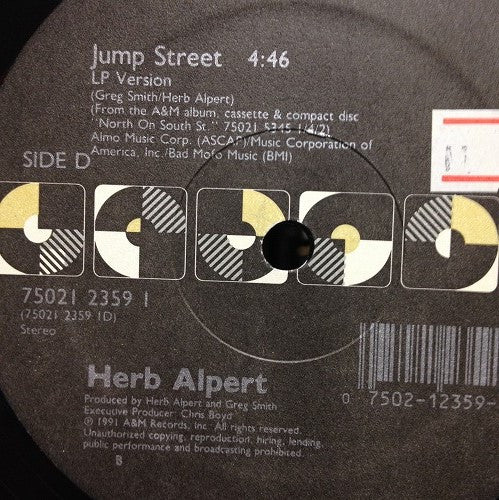 Jump Street 4:46
LP Version
(Greg Smith/Herb Alpert)
(From the A&M album, cassette & compact disc
"North On South St." 75021 5345 1/4/2)
Almo Music Corp. (ASCAP)/Music Corporation of
America, Inc./Bad Mofo Music (BMI)
SIDE D
75021 2359 1
(75021 2359 1D)
Stereo
Herb Alpert
Produced by Herb Alpert and Greg Smith
Executive Producer: Chris Boyd
℗ 1991 A&M Records, Inc. All rights reserved.
Unauthorized copying, reproduction, hiring, lending,
public performance and broadcasting prohibited.
B
0 7502-12359-